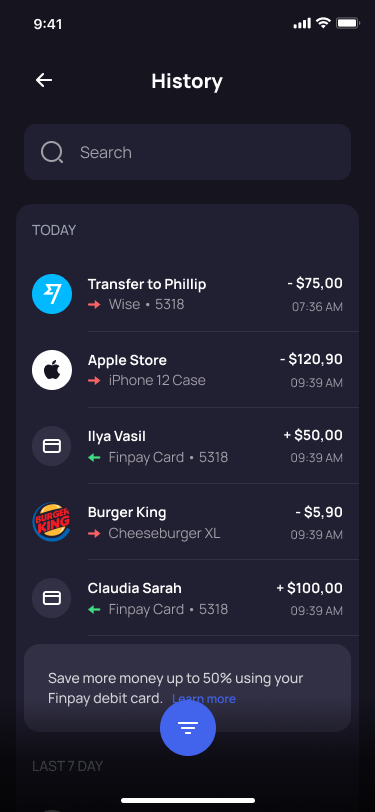 9:41
History
Search
TODAY
Transfer to Phillip
- $75,00
Wise • 5318
07:36 AM
Apple Store
- $120,90
iPhone 12 Case
09:39 AM
Ilya Vasil
+ $50,00
Finpay Card • 5318
09:39 AM
BURGER
KING
Burger King
- $5,90
Cheeseburger XL
09:39 AM
Claudia Sarah
+ $100,00
Finpay Card • 5318
09:39 AM
Save more money up to 50% using your
Finpay debit card. Learn more
LAST 7 DAY